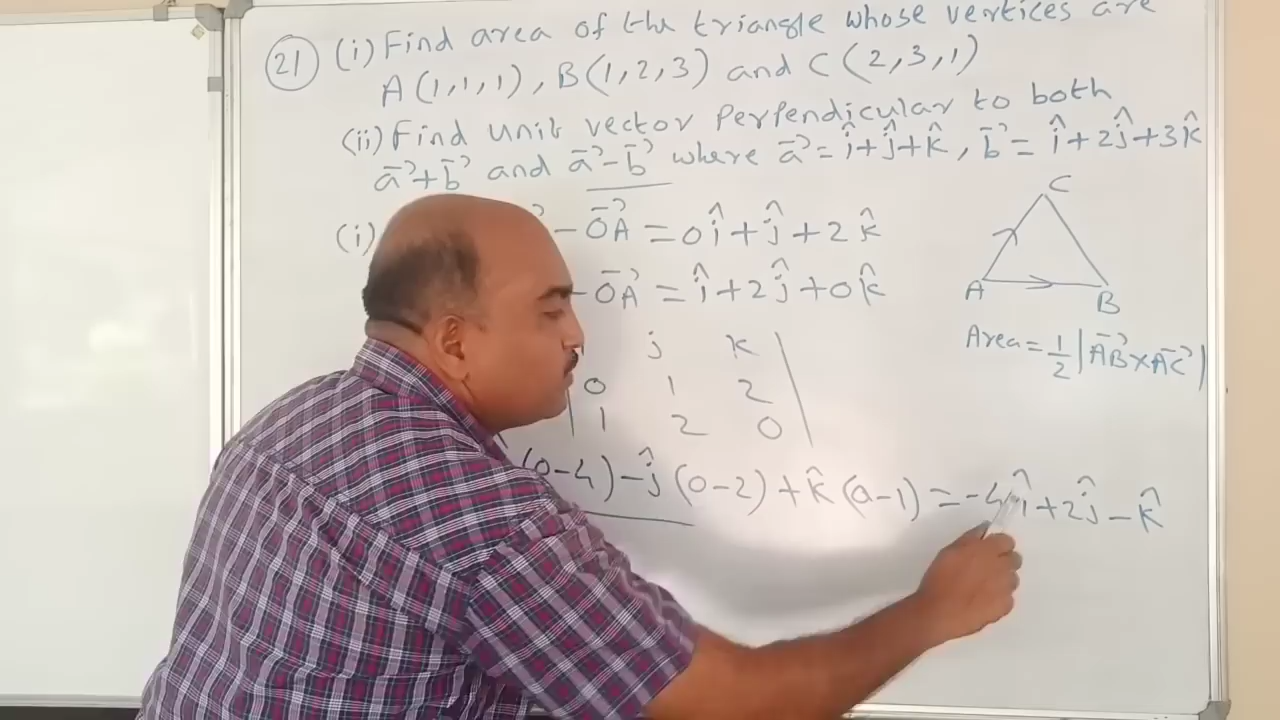 21 (i) Find area of the triangle whose vertices are
A(1,1,1), B(1,2,3) and C(2,3,1)
(ii) Find unit vector perpendicular to both
a⃗+b⃗ and a⃗-b⃗ where a⃗=î+ĵ+k̂, b⃗=î+2ĵ+3k̂
(i) - OA⃗ = 0î+ĵ+2k̂
- OA⃗ = î+2ĵ+0k̂
j k
0 1 2
1 2 0
(0-4)-ĵ(0-2)+k̂(0-1)=-4î+2ĵ-k̂
C
A B
Area=1/2|AB⃗×AC⃗|